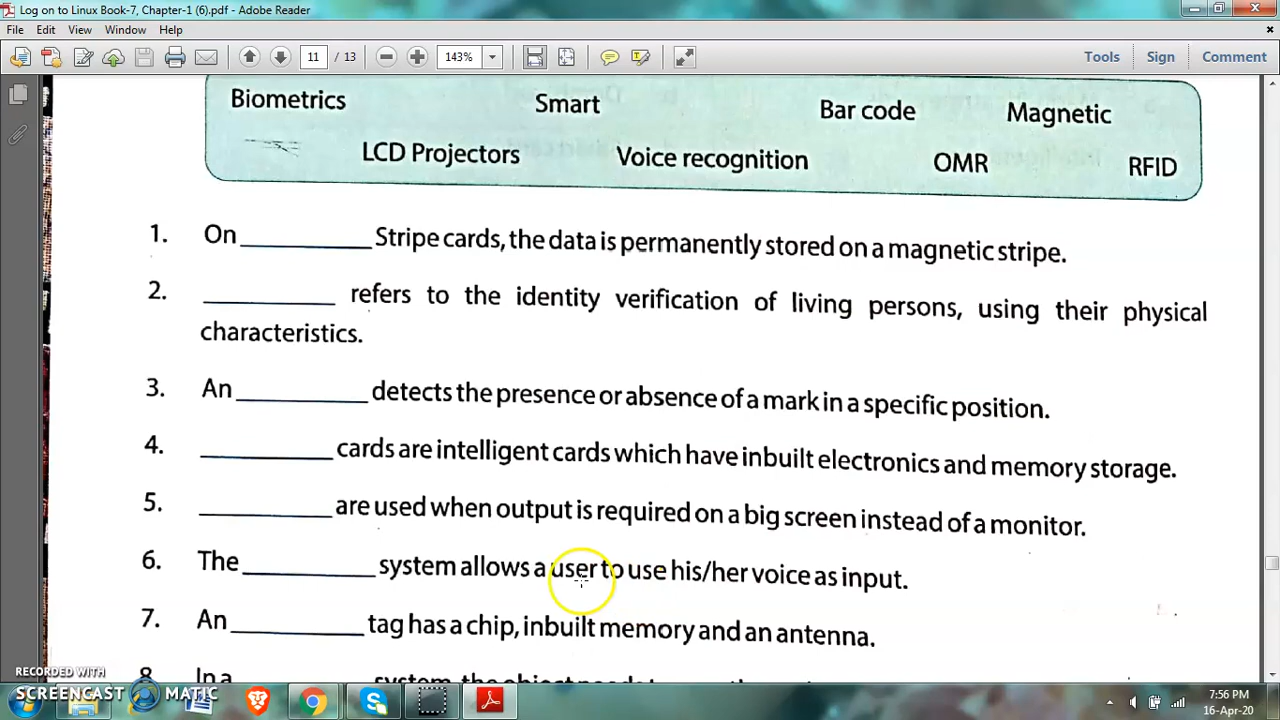 Log on to Linux Book-7, Chapter-1 (6).pdf - Adobe Reader
File Edit View Window Help
11 / 13 143% Tools Sign Comment
Biometrics Smart Bar code Magnetic
LCD Projectors Voice recognition OMR RFID
1. On __________ Stripe cards, the data is permanently stored on a magnetic stripe.
2. __________ refers to the identity verification of living persons, using their physical
characteristics.
3. An __________ detects the presence or absence of a mark in a specific position.
4. __________ cards are intelligent cards which have inbuilt electronics and memory storage.
5. __________ are used when output is required on a big screen instead of a monitor.
6. The __________ system allows a user to use his/her voice as input.
7. An __________ tag has a chip, inbuilt memory and an antenna.
8. In a __________ system, the object needs
RECORDED WITH
SCREENCAST MATIC
7:56 PM
16-Apr-20